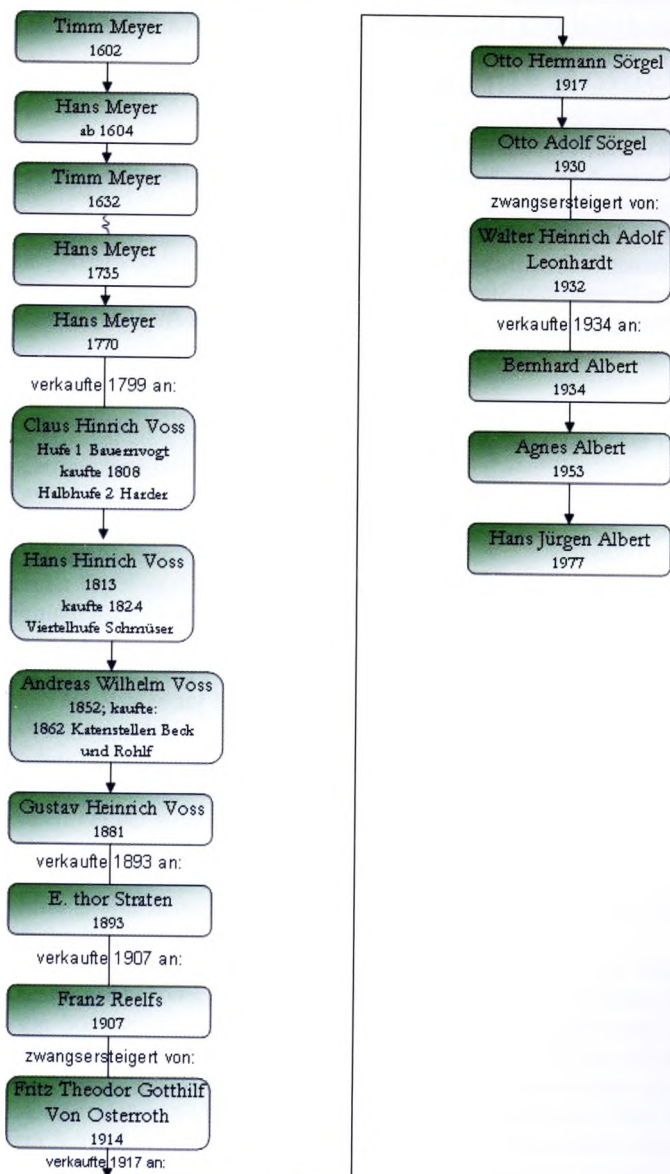 Timm Meyer
1602
Hans Meyer
ab 1604
Timm Meyer
1632
Hans Meyer
1735
Hans Meyer
1770
verkaufte 1799 an:
Claus Hinrich Voss
Hufe 1 Bauernvogt
kaufte 1808
Halbhufe 2 Harder
Hans Hinrich Voss
1813
kaufte 1824
Viertelhufe Schmüser
Andreas Wilhelm Voss
1852; kaufte:
1862 Katenstellen Beck
und Rohlf
Gustav Heinrich Voss
1881
verkaufte 1893 an:
E. thor Straten
1893
verkaufte 1907 an:
Franz Reelfs
1907
zwangsersteigert von:
Fritz Theodor Gotthilf
Von Osterroth
1914
verkaufte 1917 an:
Otto Hermann Sörgel
1917
Otto Adolf Sörgel
1930
zwangsersteigert von:
Walter Heinrich Adolf
Leonhardt
1932
verkaufte 1934 an:
Bernhard Albert
1934
Agnes Albert
1953
Hans Jürgen Albert
1977